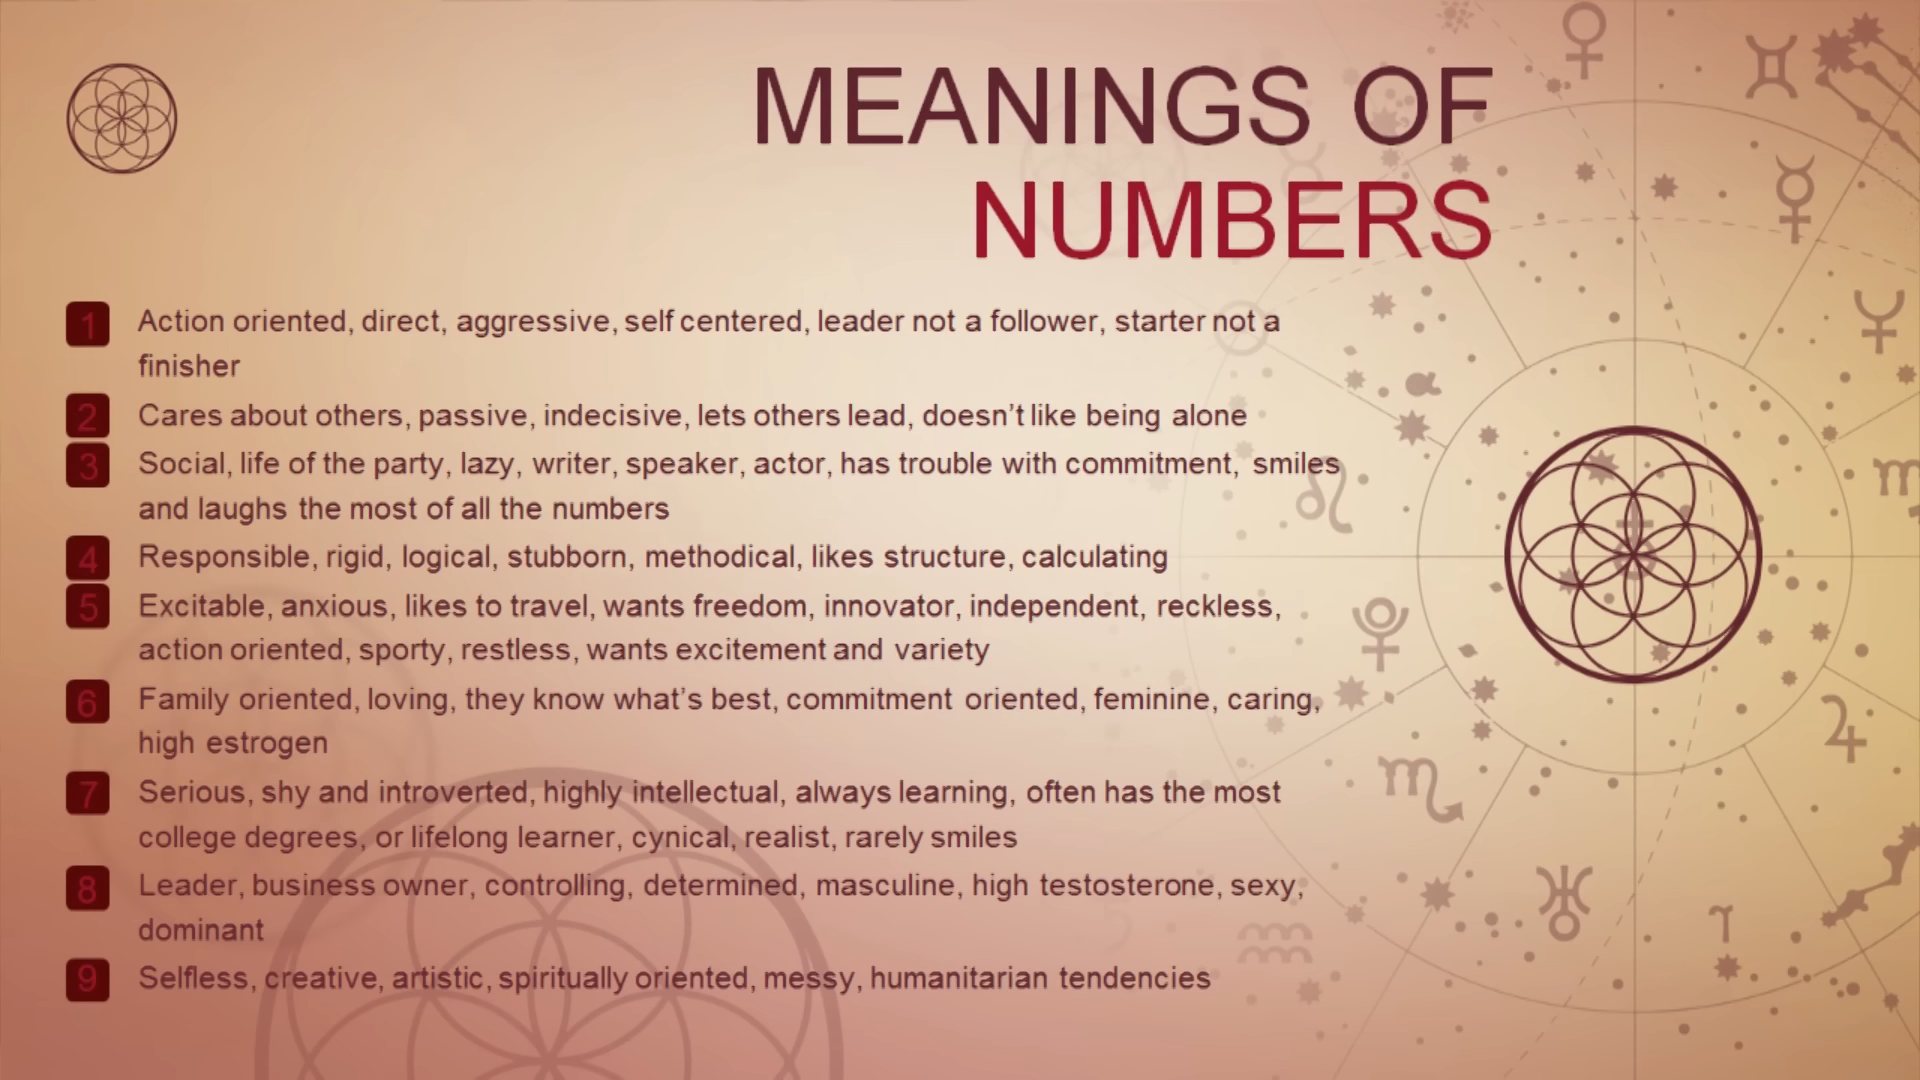 MEANINGS OF
NUMBERS
1 Action oriented, direct, aggressive, self centered, leader not a follower, starter not a
finisher
2 Cares about others, passive, indecisive, lets others lead, doesn’t like being alone
3 Social, life of the party, lazy, writer, speaker, actor, has trouble with commitment, smiles
and laughs the most of all the numbers
4 Responsible, rigid, logical, stubborn, methodical, likes structure, calculating
5 Excitable, anxious, likes to travel, wants freedom, innovator, independent, reckless,
action oriented, sporty, restless, wants excitement and variety
6 Family oriented, loving, they know what’s best, commitment oriented, feminine, caring,
high estrogen
7 Serious, shy and introverted, highly intellectual, always learning, often has the most
college degrees, or lifelong learner, cynical, realist, rarely smiles
8 Leader, business owner, controlling, determined, masculine, high testosterone, sexy,
dominant
9 Selfless, creative, artistic, spiritually oriented, messy, humanitarian tendencies